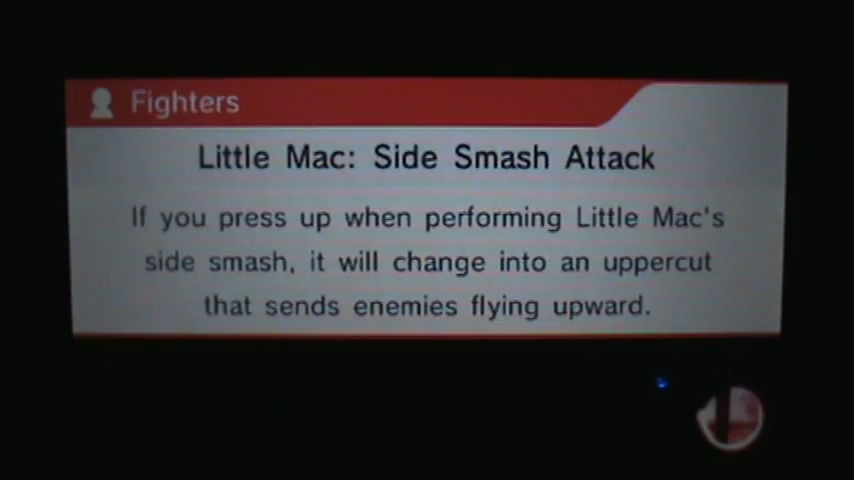 Fighters
Little Mac: Side Smash Attack
If you press up when performing Little Mac's
side smash, it will change into an uppercut
that sends enemies flying upward.